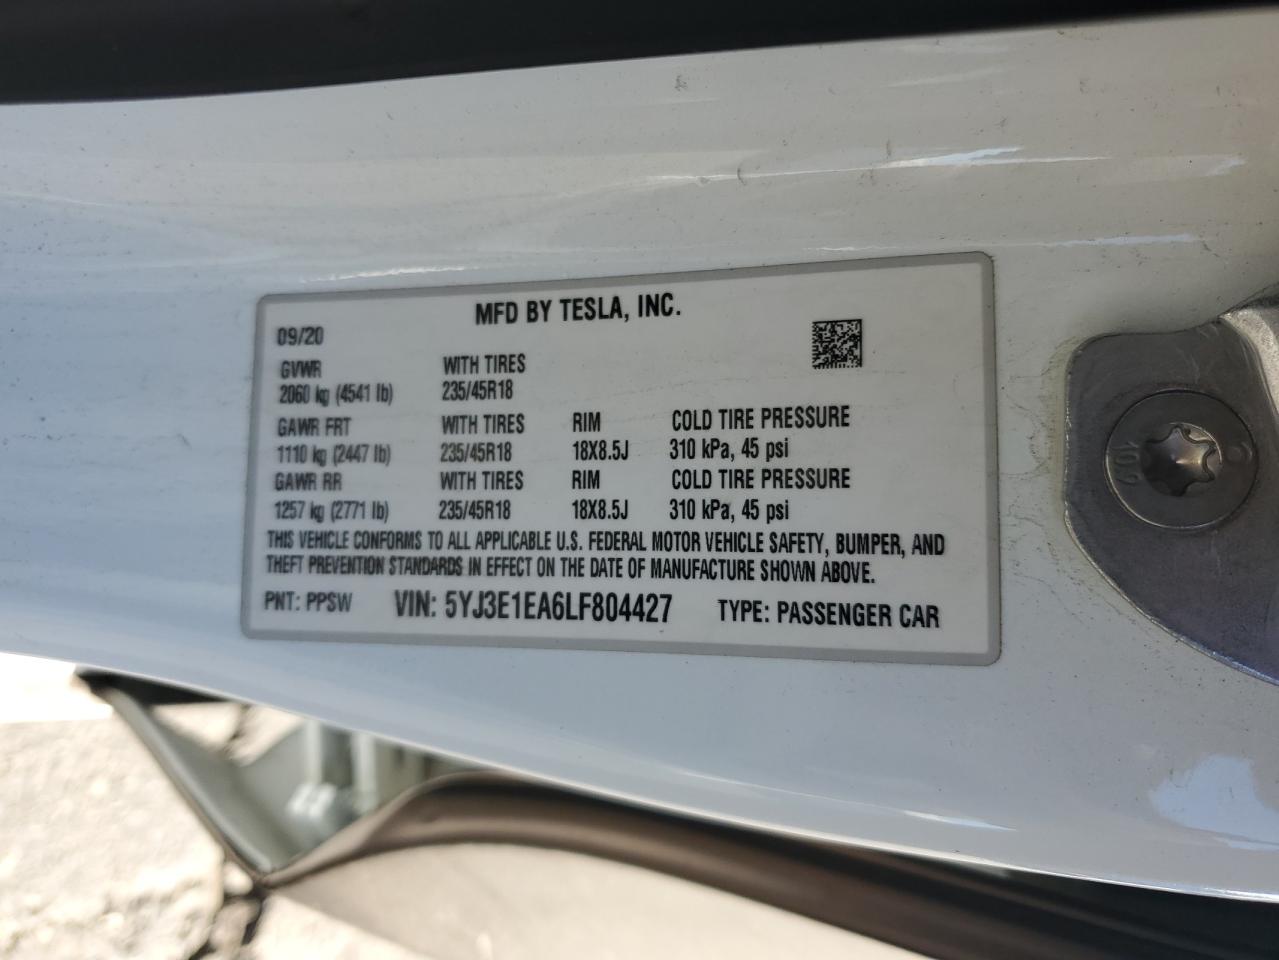 MFD BY TESLA, INC.
09/20
GVWR WITH TIRES
2060 kg (4541 lb) 235/45R18
GAWR FRT WITH TIRES RIM COLD TIRE PRESSURE
1110 kg (2447 lb) 235/45R18 18X8.5J 310 kPa, 45 psi
GAWR RR WITH TIRES RIM COLD TIRE PRESSURE
1257 kg (2771 lb) 235/45R18 18X8.5J 310 kPa, 45 psi
THIS VEHICLE CONFORMS TO ALL APPLICABLE U.S. FEDERAL MOTOR VEHICLE SAFETY, BUMPER, AND
THEFT PREVENTION STANDARDS IN EFFECT ON THE DATE OF MANUFACTURE SHOWN ABOVE.
PNT: PPSW VIN: 5YJ3E1EA6LF804427 TYPE: PASSENGER CAR